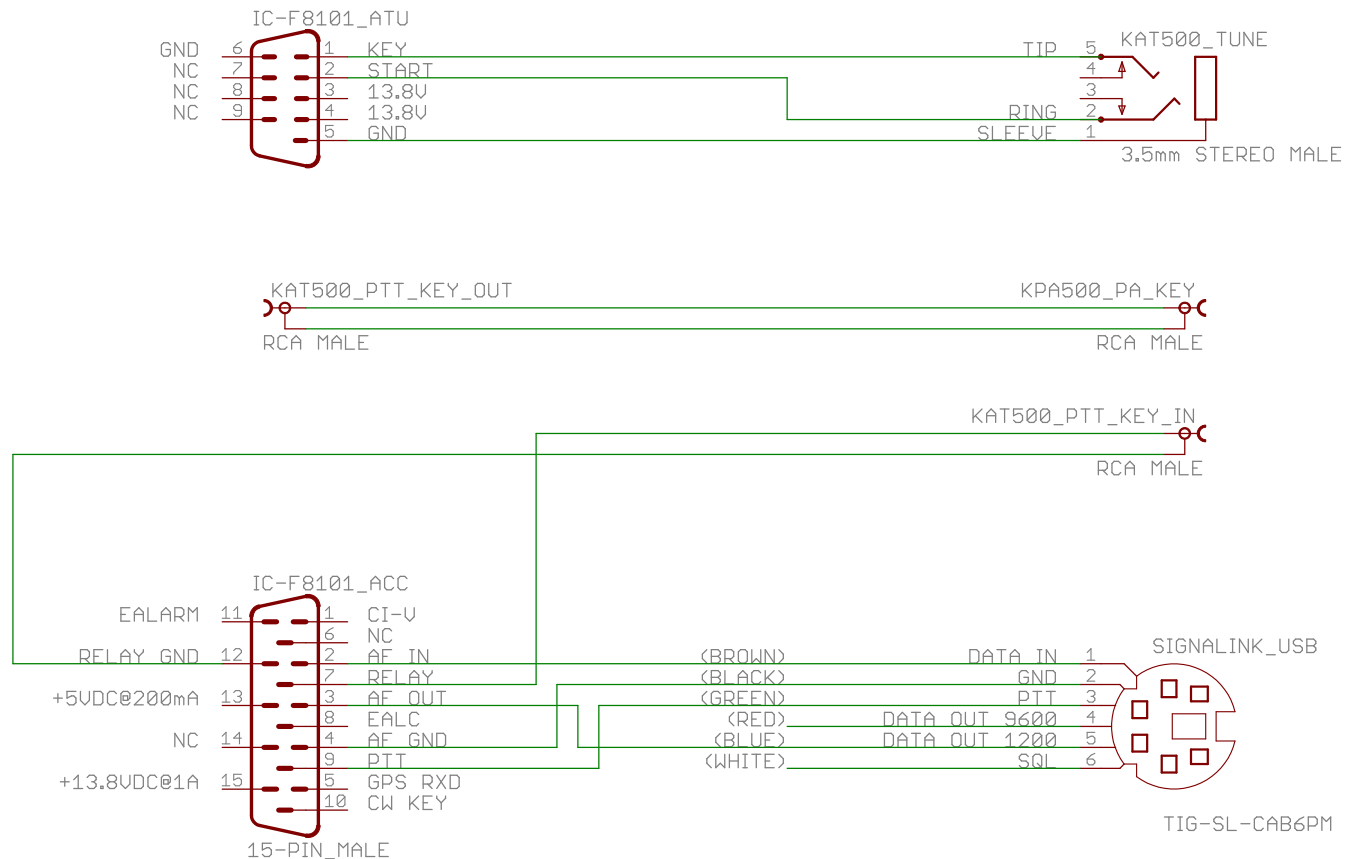 IC-F8101_ATU
GND 6 1 KEY TIP 5 KAT500_TUNE
NC 7 2 START 4
NC 8 3 13.8V 3
NC 9 4 13.8V RING 2
5 GND SLEEVE 1
3.5mm STEREO MALE
KAT500_PTT_KEY_OUT KPA500_PA_KEY
RCA MALE RCA MALE
KAT500_PTT_KEY_IN
RCA MALE
IC-F8101_ACC
EALARM 11 1 CI-V
6 NC
RELAY GND 12 2 AF IN (BROWN) DATA IN 1 SIGNALINK_USB
7 RELAY (BLACK) GND 2
+5VDC@200mA 13 3 AF OUT (GREEN) PTT 3
8 EALC (RED) DATA OUT 9600 4
NC 14 4 AF GND (BLUE) DATA OUT 1200 5
9 PTT (WHITE) SQL 6
+13.8VDC@1A 15 5 GPS RXD
10 CW KEY
TIG-SL-CAB6PM
15-PIN_MALE